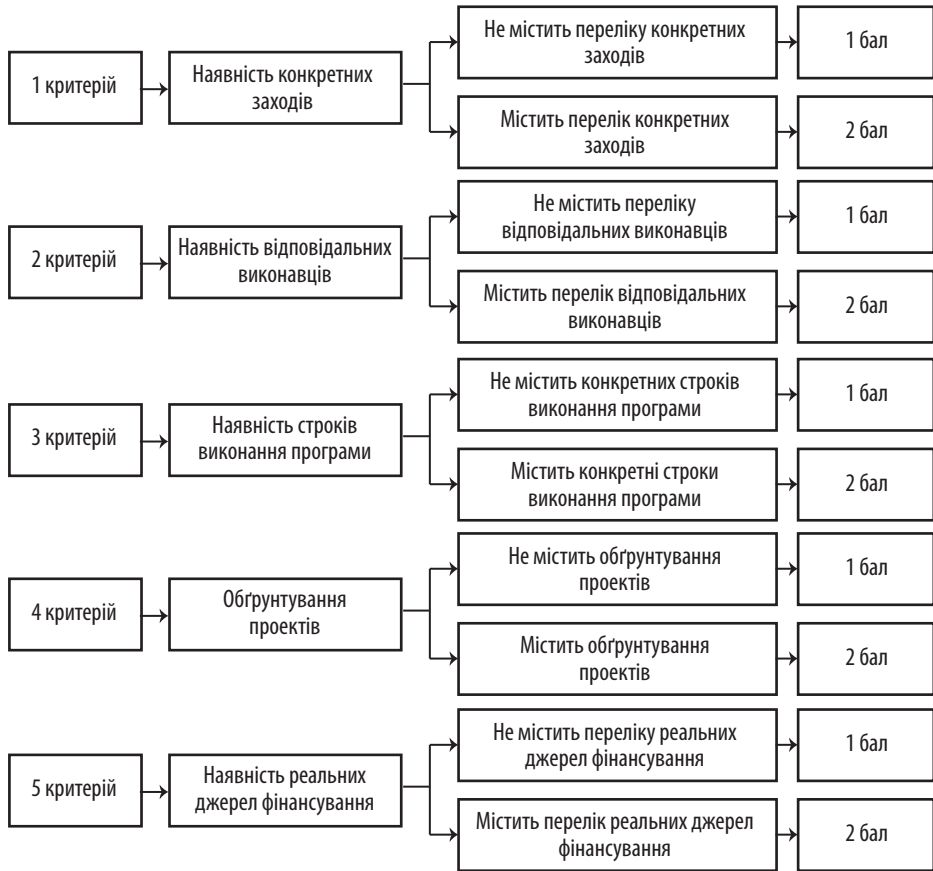 1 критерій
Наявність конкретних
заходів
Не містить переліку конкретних
заходів
1 бал
Містить перелік конкретних
заходів
2 бал
2 критерій
Наявність відповідальних
виконавців
Не містить переліку
відповідальних виконавців
1 бал
Містить перелік відповідальних
виконавців
2 бал
3 критерій
Наявність строків
виконання програми
Не містить конкретних строків
виконання програми
1 бал
Містить конкретні строки
виконання програми
2 бал
4 критерій
Обґрунтування
проектів
Не містить обґрунтування
проектів
1 бал
Містить обґрунтування
проектів
2 бал
5 критерій
Наявність реальних
джерел фінансування
Не містить переліку реальних
джерел фінансування
1 бал
Містить перелік реальних джерел
фінансування
2 бал